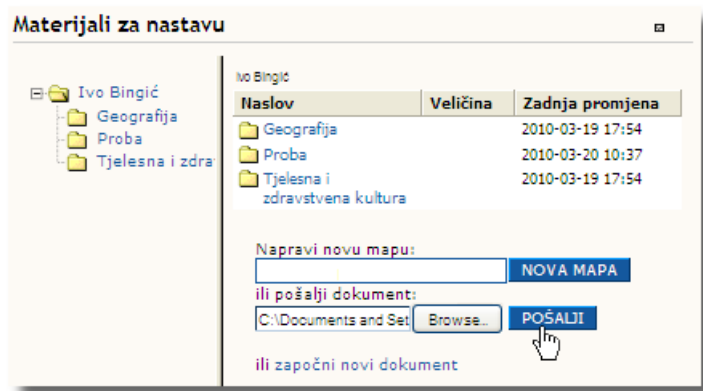 Materijali za nastavu
Ivo Bingić
Geografija
Proba
Tjelesna i zdra
Ivo Bingić
Naslov Veličina Zadnja promjena
Geografija 2010-03-19 17:54
Proba 2010-03-20 10:37
Tjelesna i 2010-03-19 17:54
zdravstvena kultura
Napravi novu mapu:
NOVA MAPA
ili pošalji dokument:
C:\Documents and Set Browse... POŠALJI
ili započni novi dokument